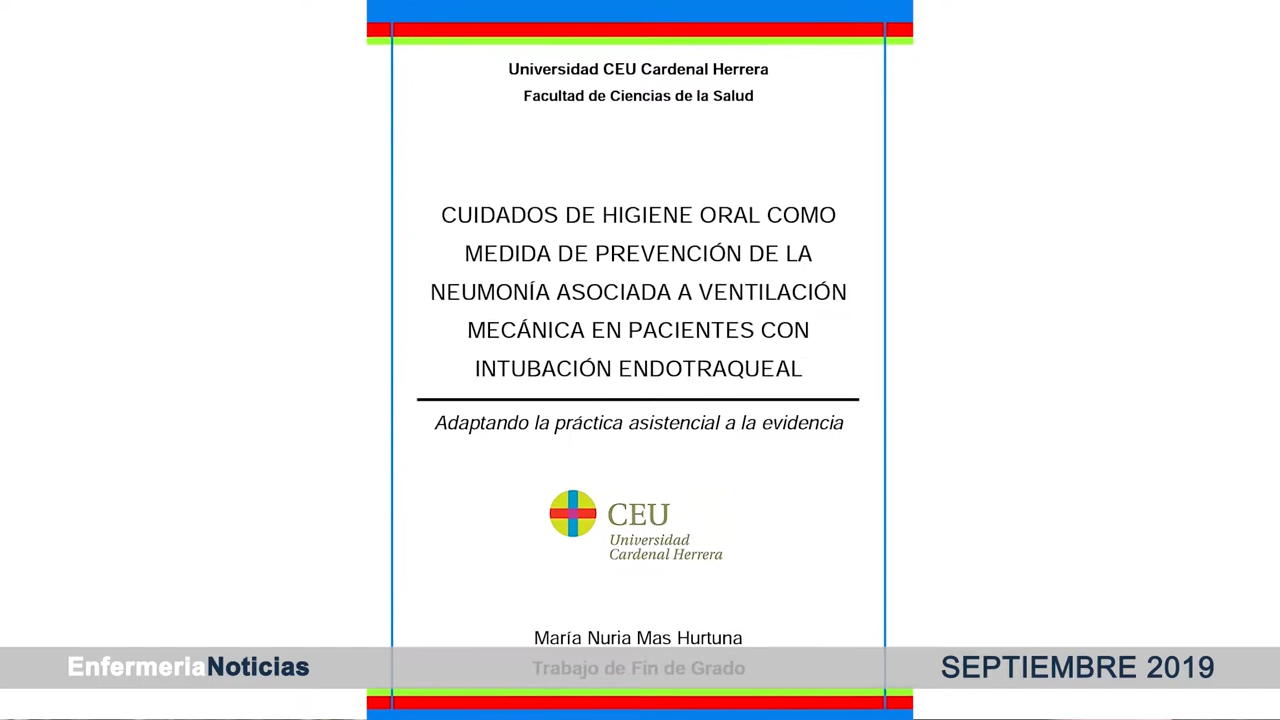 Universidad CEU Cardenal Herrera
Facultad de Ciencias de la Salud
CUIDADOS DE HIGIENE ORAL COMO
MEDIDA DE PREVENCIÓN DE LA
NEUMONÍA ASOCIADA A VENTILACIÓN
MECÁNICA EN PACIENTES CON
INTUBACIÓN ENDOTRAQUEAL
Adaptando la práctica asistencial a la evidencia
CEU
Universidad
Cardenal Herrera
María Nuria Mas Hurtuna
Trabajo de Fin de Grado
EnfermeriaNoticias
SEPTIEMBRE 2019